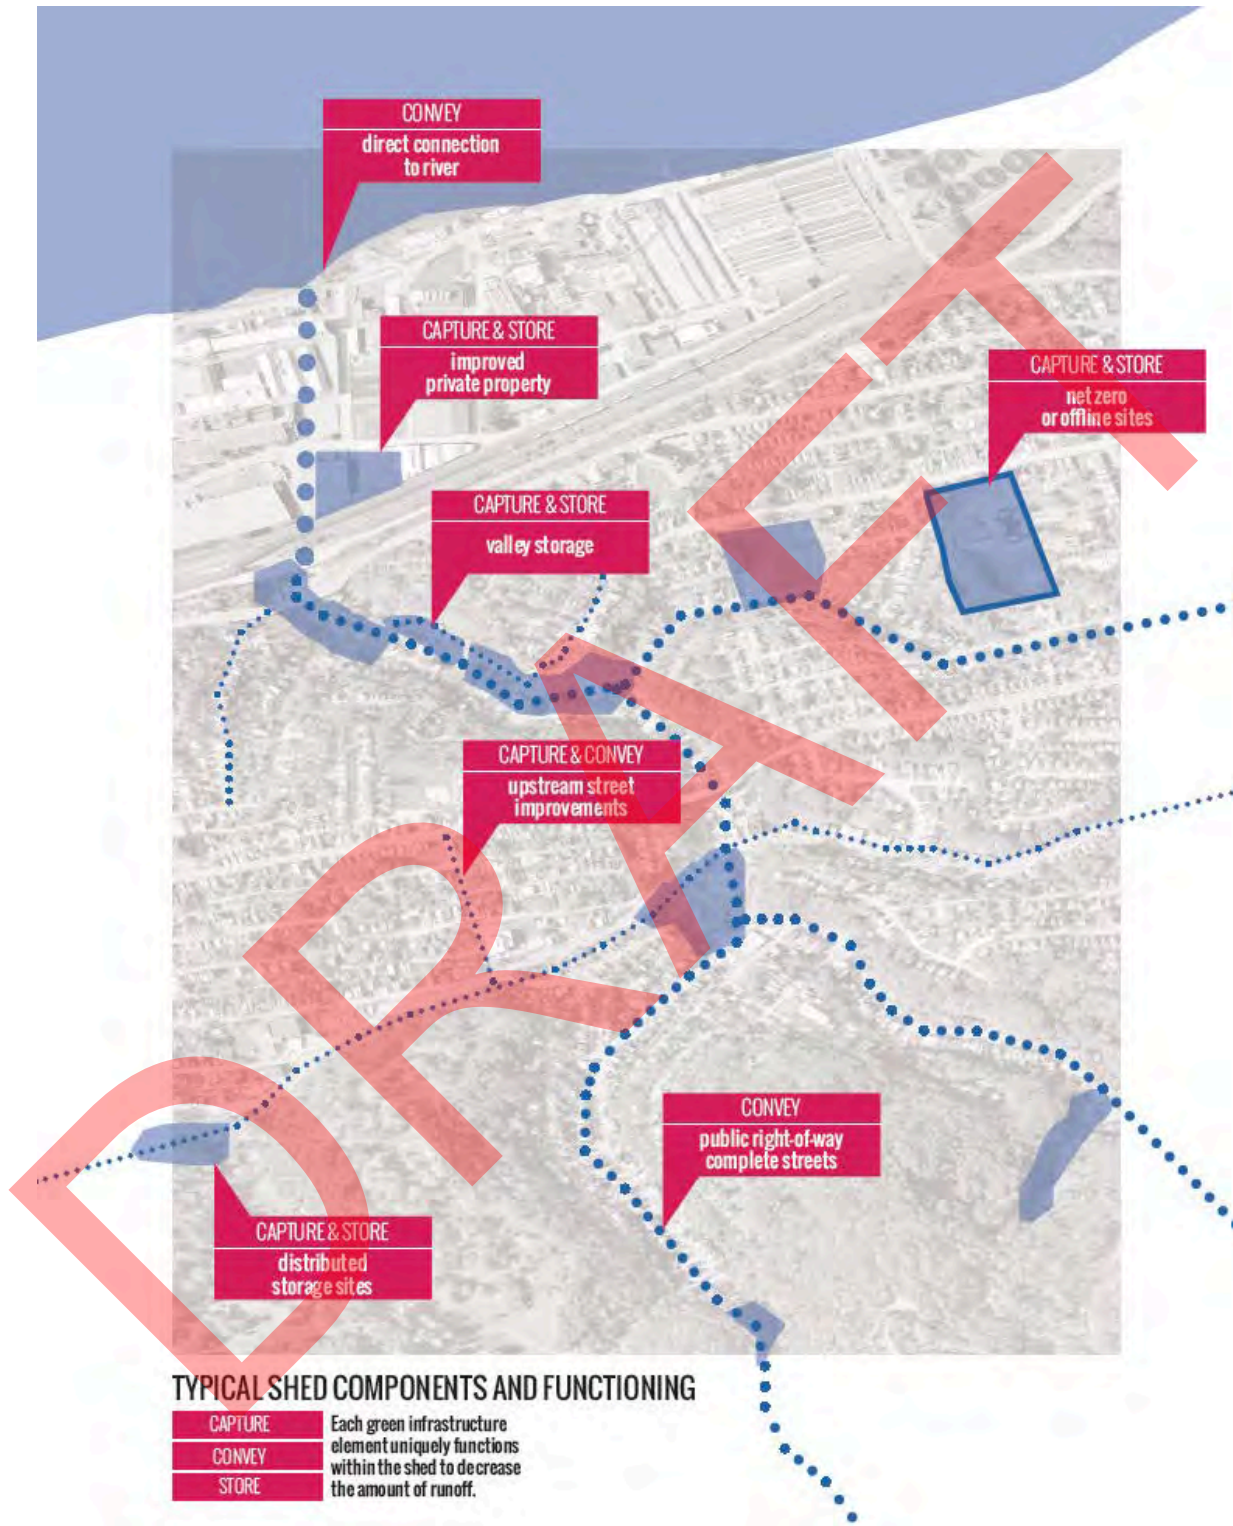 CONVEY
direct connection
to river
CAPTURE & STORE
improved
private property
CAPTURE & STORE
net zero
or offline sites
CAPTURE & STORE
valley storage
CAPTURE & CONVEY
upstream street
improvements
CONVEY
public right-of-way
complete streets
CAPTURE & STORE
distributed
storage sites
DRAFT
TYPICAL SHED COMPONENTS AND FUNCTIONING
CAPTURE
CONVEY
STORE
Each green infrastructure
element uniquely functions
within the shed to decrease
the amount of runoff.